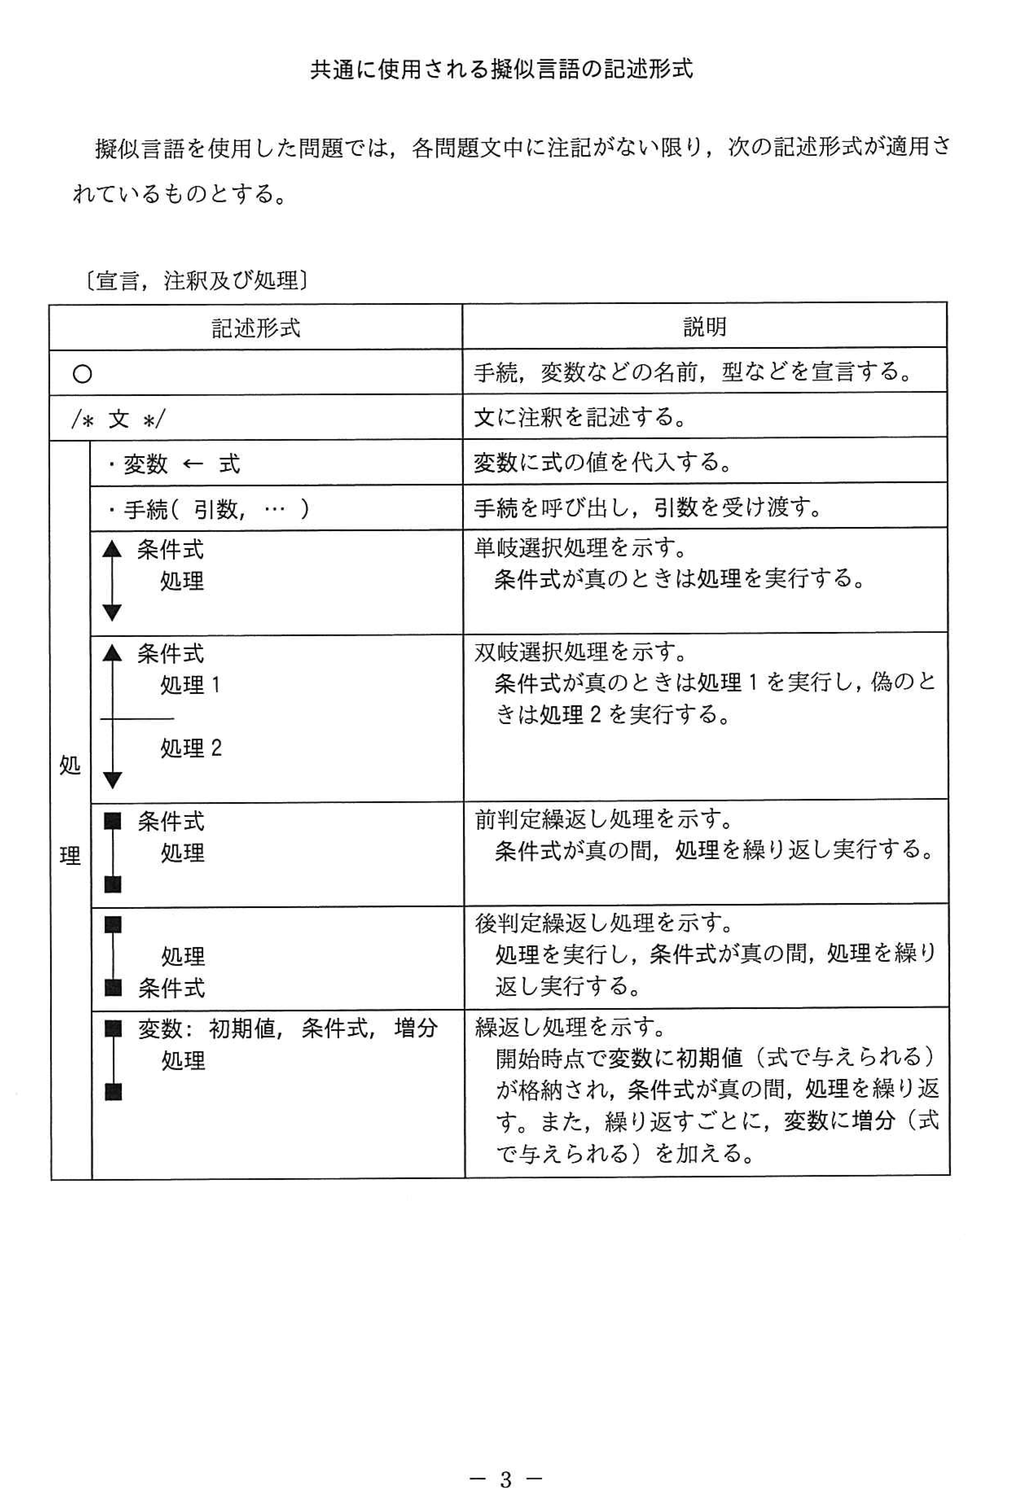 共通に使用される擬似言語の記述形式
擬似言語を使用した問題では，各問題文中に注記がない限り，次の記述形式が適用さ
れているものとする。
〔宣言，注釈及び処理〕
記述形式 説明
○ 手続，変数などの名前，型などを宣言する。
/* 文 */ 文に注釈を記述する。
処理
・変数 ← 式 変数に式の値を代入する。
・手続( 引数, … ) 手続を呼び出し，引数を受け渡す。
▲ 条件式 単岐選択処理を示す。
処理 条件式が真のときは処理を実行する。
▼
▲ 条件式 双岐選択処理を示す。
処理 1 条件式が真のときは処理 1 を実行し，偽のと
きは処理 2 を実行する。
処理 2
▼
■ 条件式 前判定繰返し処理を示す。
処理 条件式が真の間，処理を繰り返し実行する。
■
■ 後判定繰返し処理を示す。
処理 処理を実行し，条件式が真の間，処理を繰り
■ 条件式 返し実行する。
■ 変数: 初期値, 条件式, 増分 繰返し処理を示す。
処理 開始時点で変数に初期値（式で与えられる）
■ が格納され，条件式が真の間，処理を繰り返
す。また，繰り返すごとに，変数に増分（式
で与えられる）を加える。
－ 3 －